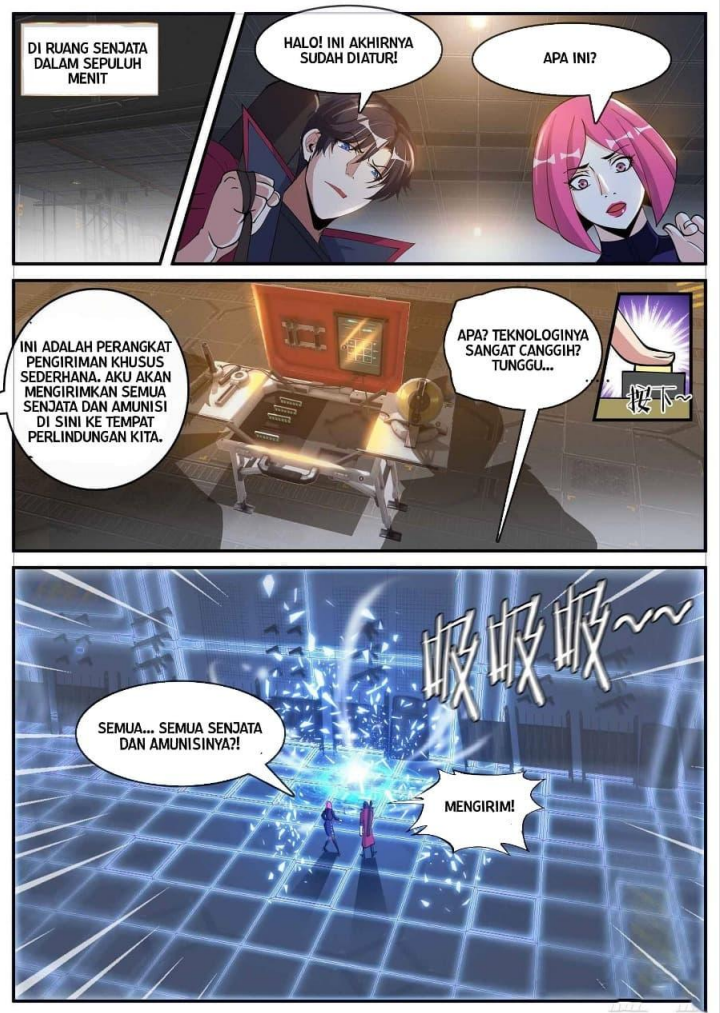 DI RUANG SENJATA
DALAM SEPULUH
MENIT
HALO! INI AKHIRNYA
SUDAH DIATUR!
APA INI?
INI ADALAH PERANGKAT
PENGIRIMAN KHUSUS
SEDERHANA. AKU AKAN
MENGIRIMKAN SEMUA
SENJATA DAN AMUNISI
DI SINI KE TEMPAT
PERLINDUNGAN KITA.
APA? TEKNOLOGINYA
SANGAT CANGGIH?
TUNGGU...
按下~
吸吸吸~~
SEMUA... SEMUA SENJATA
DAN AMUNISINYA?!
MENGIRIM!